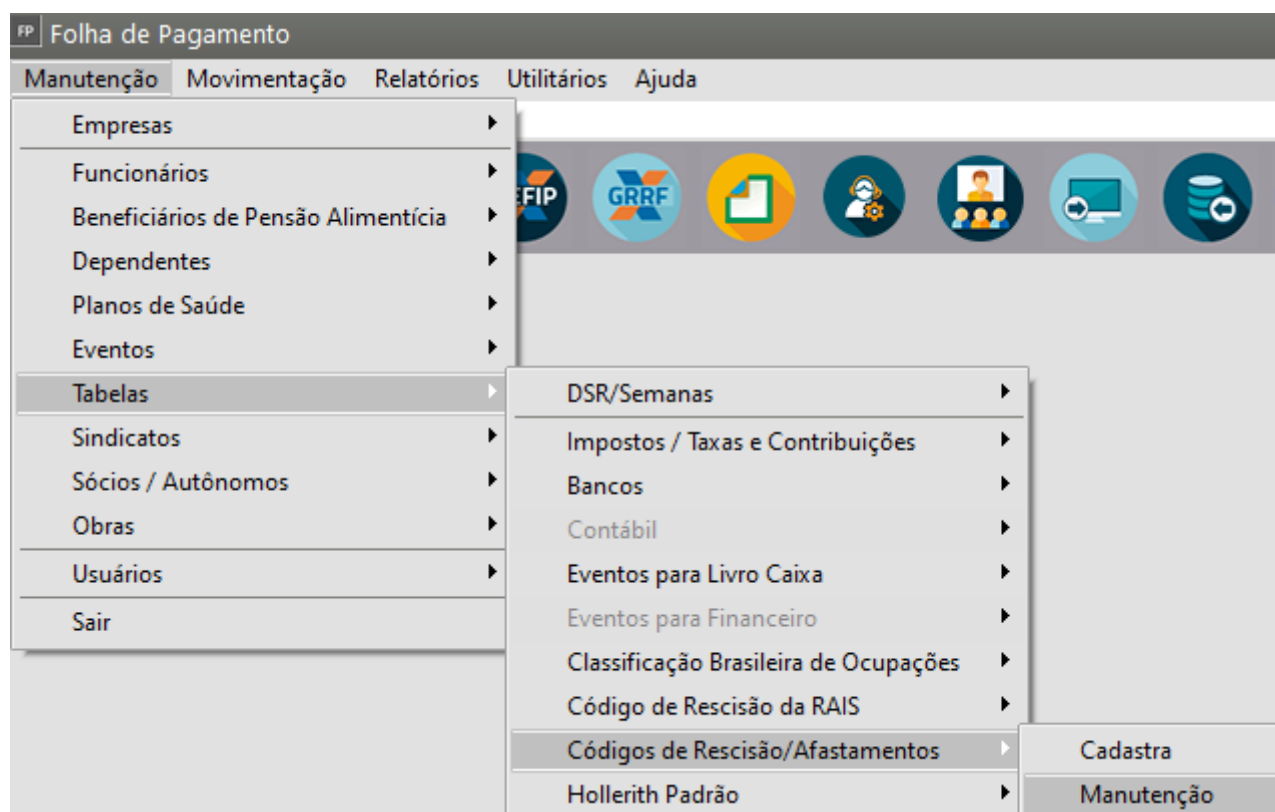 FP Folha de Pagamento
Manutenção Movimentação Relatórios Utilitários Ajuda
Empresas
Funcionários
Beneficiários de Pensão Alimentícia
Dependentes
Planos de Saúde
Eventos
Tabelas
Sindicatos
Sócios / Autônomos
Obras
Usuários
Sair
EFIP
GRRF
DSR/Semanas
Impostos / Taxas e Contribuições
Bancos
Contábil
Eventos para Livro Caixa
Eventos para Financeiro
Classificação Brasileira de Ocupações
Código de Rescisão da RAIS
Códigos de Rescisão/Afastamentos
Hollerith Padrão
Cadastra
Manutenção